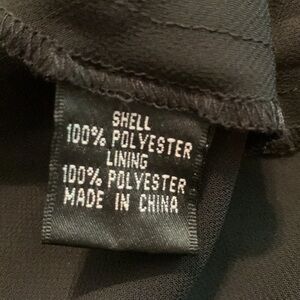 SHELL
100% POLYESTER
LINING
100% POLYESTER
MADE IN CHINA